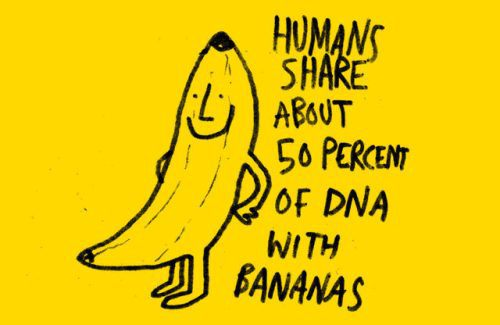 HUMANS
SHARE
ABOUT
50 PERCENT
OF DNA
WITH
BANANAS